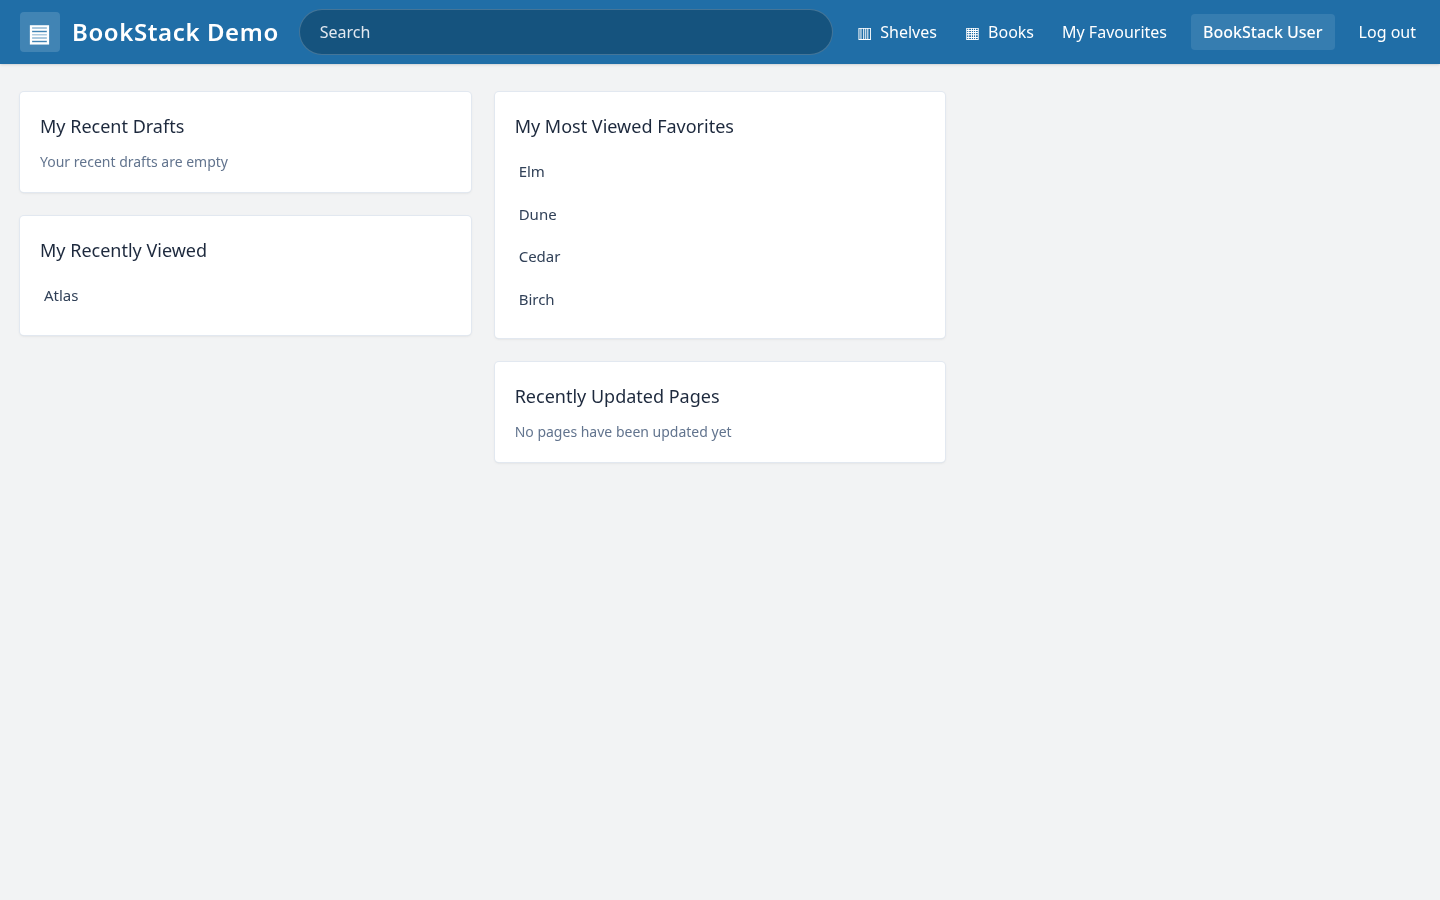 BookStack Demo
Search
Shelves
Books
My Favourites
BookStack User
Log out
My Recent Drafts
Your recent drafts are empty
My Recently Viewed
Atlas
My Most Viewed Favorites
Elm
Dune
Cedar
Birch
Recently Updated Pages
No pages have been updated yet